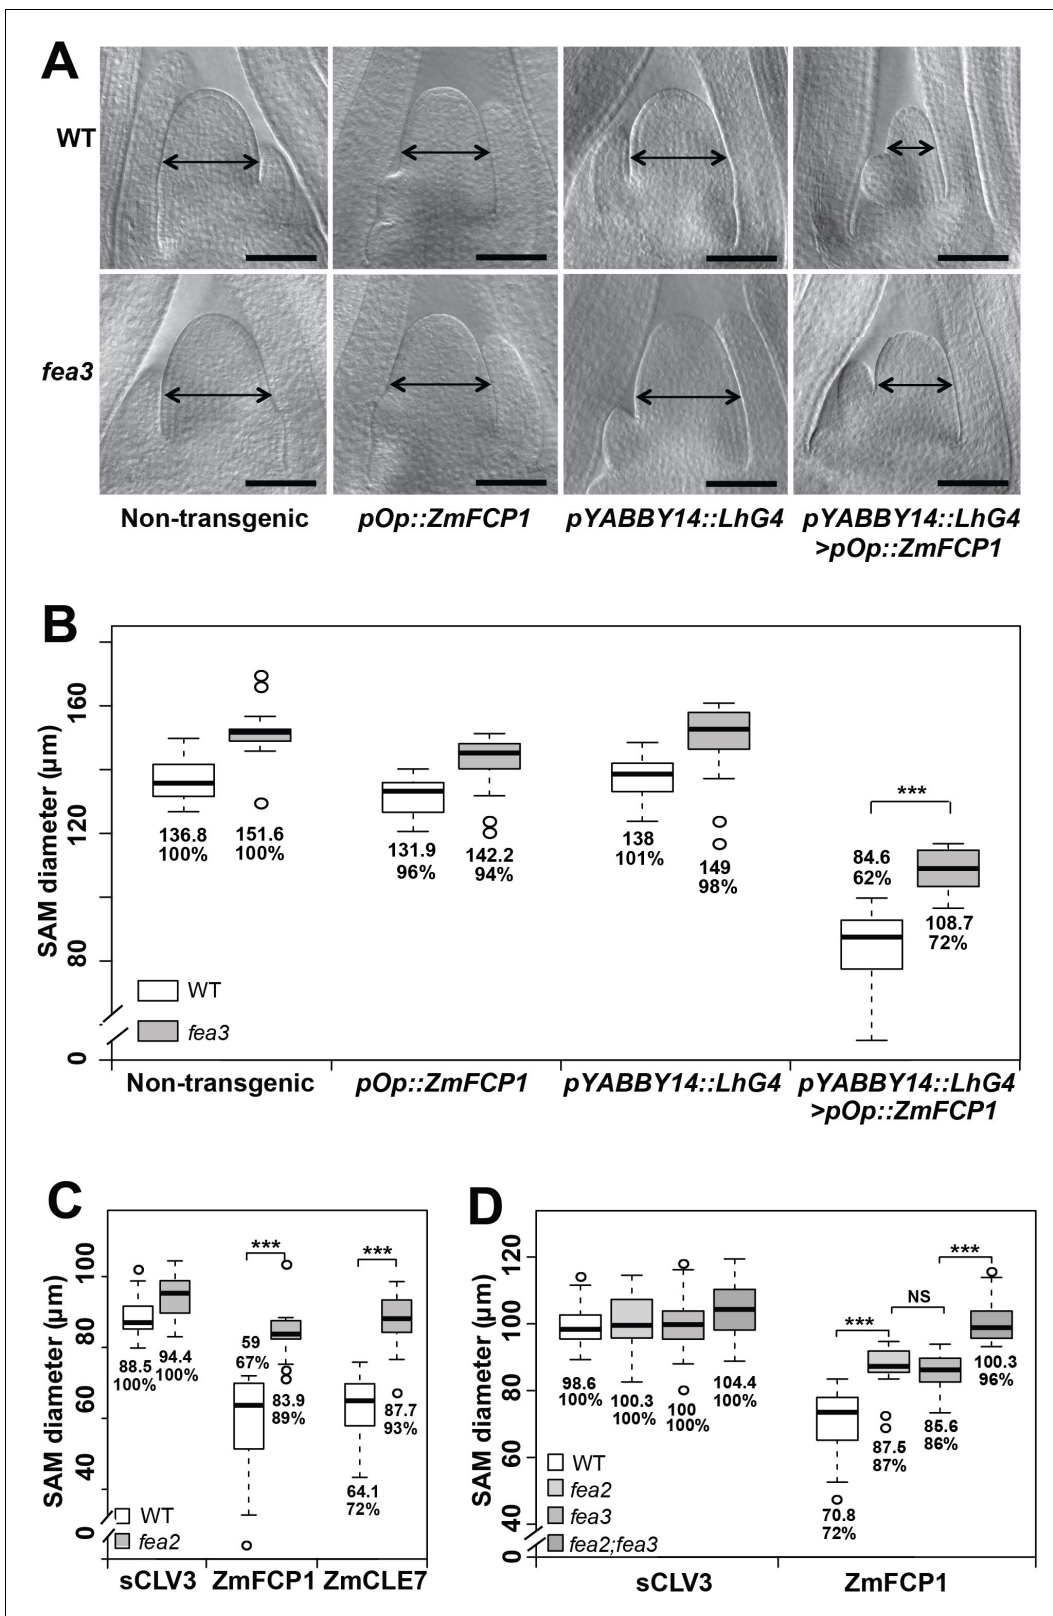 A
WT
fea3
Non-transgenic
pOp::ZmFCP1
pYABBY14::LhG4
pYABBY14::LhG4
>pOp::ZmFCP1
B
SAM diameter (µm)
160
120
80
0
136.8
100%
151.6
100%
131.9
96%
142.2
94%
138
101%
149
98%
***
84.6
62%
108.7
72%
WT
fea3
Non-transgenic
pOp::ZmFCP1
pYABBY14::LhG4
pYABBY14::LhG4
>pOp::ZmFCP1
C
SAM diameter (µm)
100
80
60
40
0
88.5
100%
94.4
100%
***
59
67%
83.9
89%
***
87.7
93%
64.1
72%
WT
fea2
sCLV3
ZmFCP1
ZmCLE7
D
SAM diameter (µm)
120
100
80
60
40
0
98.6
100%
100.3
100%
100
100%
104.4
100%
***
NS
***
70.8
72%
87.5
87%
85.6
86%
100.3
96%
WT
fea2
fea3
fea2;fea3
sCLV3
ZmFCP1